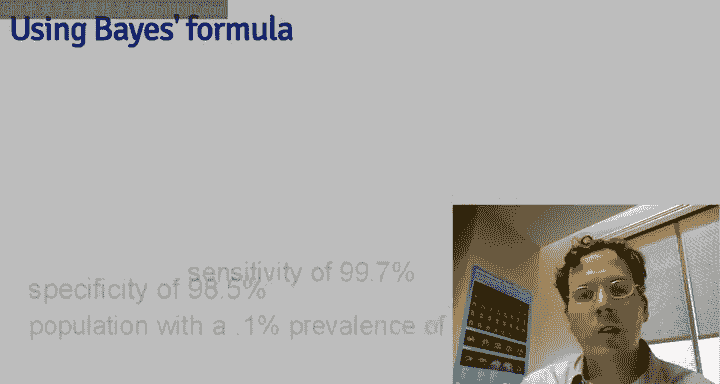 Using Bayes' formula
sensitivity of 99.7%
specificity of 98.5%
population with a .1% prevalence of